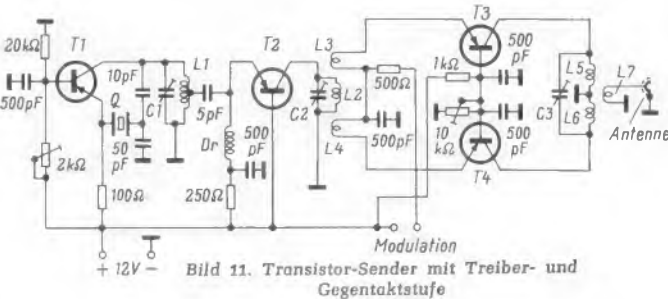 20kΩ
T1
L1
T2
L3
T3
500 pF
10pF
C1
5pF
500pF
Q
50 pF
2kΩ
100Ω
Dr
500 pF
250Ω
C2
L2
L4
500Ω
500pF
1kΩ
10 kΩ
500 pF
T4
C3
L5
L6
L7
Antenne
Modulation
+ 12V −
Bild 11. Transistor-Sender mit Treiber- und
Gegentaktstufe